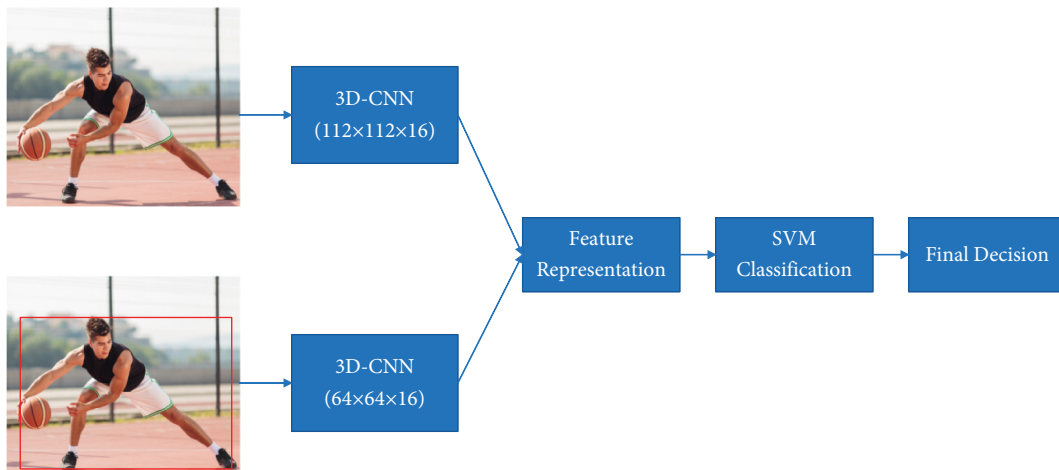 3D-CNN
(112×112×16)
3D-CNN
(64×64×16)
Feature
Representation
SVM
Classification
Final Decision